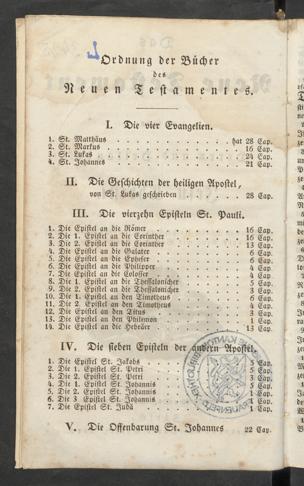 Ordnung der Bücher
des
Neuen Testamentes.
I. Die vier Evangelien.
1. St. Matthäus . . . . . . . . . hat 28 Cap.
2. St. Markus . . . . . . . . . 16 Cap.
3. St. Lukas . . . . . . . . . 24 Cap.
4. St. Johannes . . . . . . . . . 21 Cap.
II. Die Geschichten der heiligen Apostel,
von St. Lukas geschrieben . . . . . 28 Cap.
III. Die vierzehn Episteln St. Pauli.
1. Die Epistel an die Römer . . . . . 16 Cap.
2. Die 1. Epistel an die Corinther . . . . . 16 Cap.
3. Die 2. Epistel an die Corinther . . . . . 13 Cap.
4. Die Epistel an die Galater . . . . . 6 Cap.
5. Die Epistel an die Epheser . . . . . 6 Cap.
6. Die Epistel an die Philipper . . . . . 4 Cap.
7. Die Epistel an die Colosser . . . . . 4 Cap.
8. Die 1. Epistel an die Thessalonicher . . . . . 5 Cap.
9. Die 2. Epistel an die Thessalonicher . . . . . 3 Cap.
10. Die 1. Epistel an den Timotheus . . . . . 6 Cap.
11. Die 2. Epistel an den Timotheus . . . . . 4 Cap.
12. Die Epistel an den Titus . . . . . 3 Cap.
13. Die Epistel an den Philemon . . . . . 1 Cap.
14. Die Epistel an die Hebräer . . . . . 13 Cap.
IV. Die sieben Episteln der andern Apostel.
1. Die Epistel St. Jakobs . . . . . 5 Cap.
2. Die 1. Epistel St. Petri . . . . . 5 Cap.
3. Die 2. Epistel St. Petri . . . . . 3 Cap.
4. Die 1. Epistel St. Johannis . . . . . 5 Cap.
5. Die 2. Epistel St. Johannis . . . . . 1 Cap.
6. Die 3 Epistel St. Johannis . . . . . 1 Cap.
7. Die Epistel St. Judä . . . . . 1 Cap.
V. Die Offenbarung St. Johannes 22 Cap.